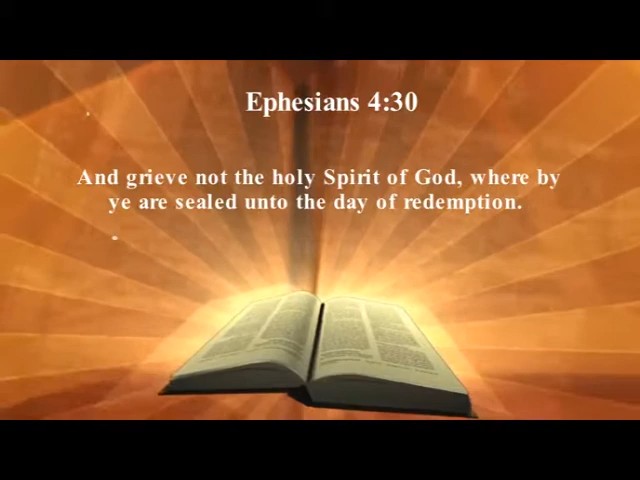 Ephesians 4:30
And grieve not the holy Spirit of God, where by
ye are sealed unto the day of redemption.